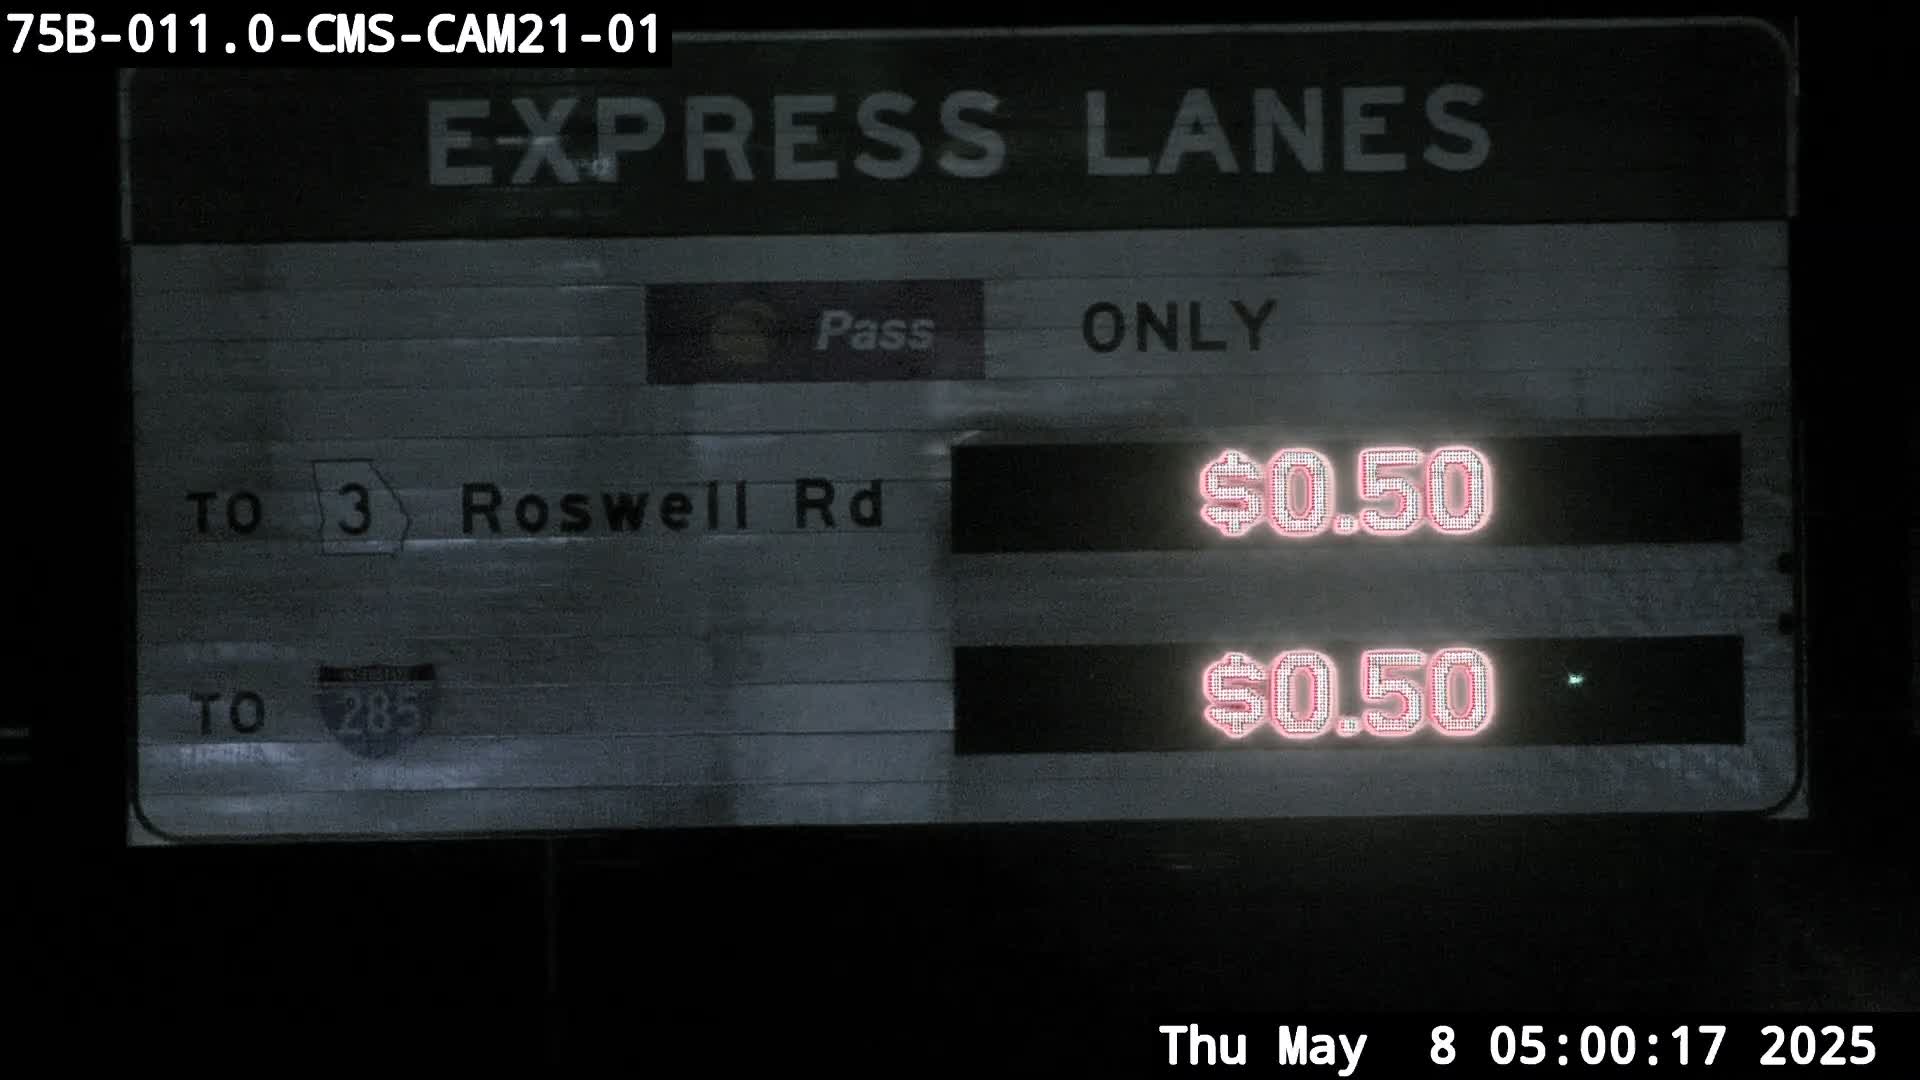 75B-011.0-CMS-CAM21-01
EXPRESS LANES
Pass ONLY
TO 3 Roswell Rd $0.50
TO 285 $0.50
Thu May 8 05:00:17 2025